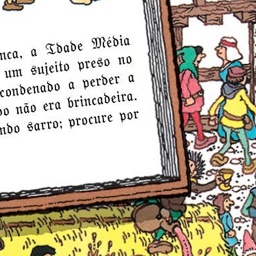 nca, a Idade Média
um sujeito preso no
condenado a perder a
o não era brincadeira.
ndo sarro; procure por